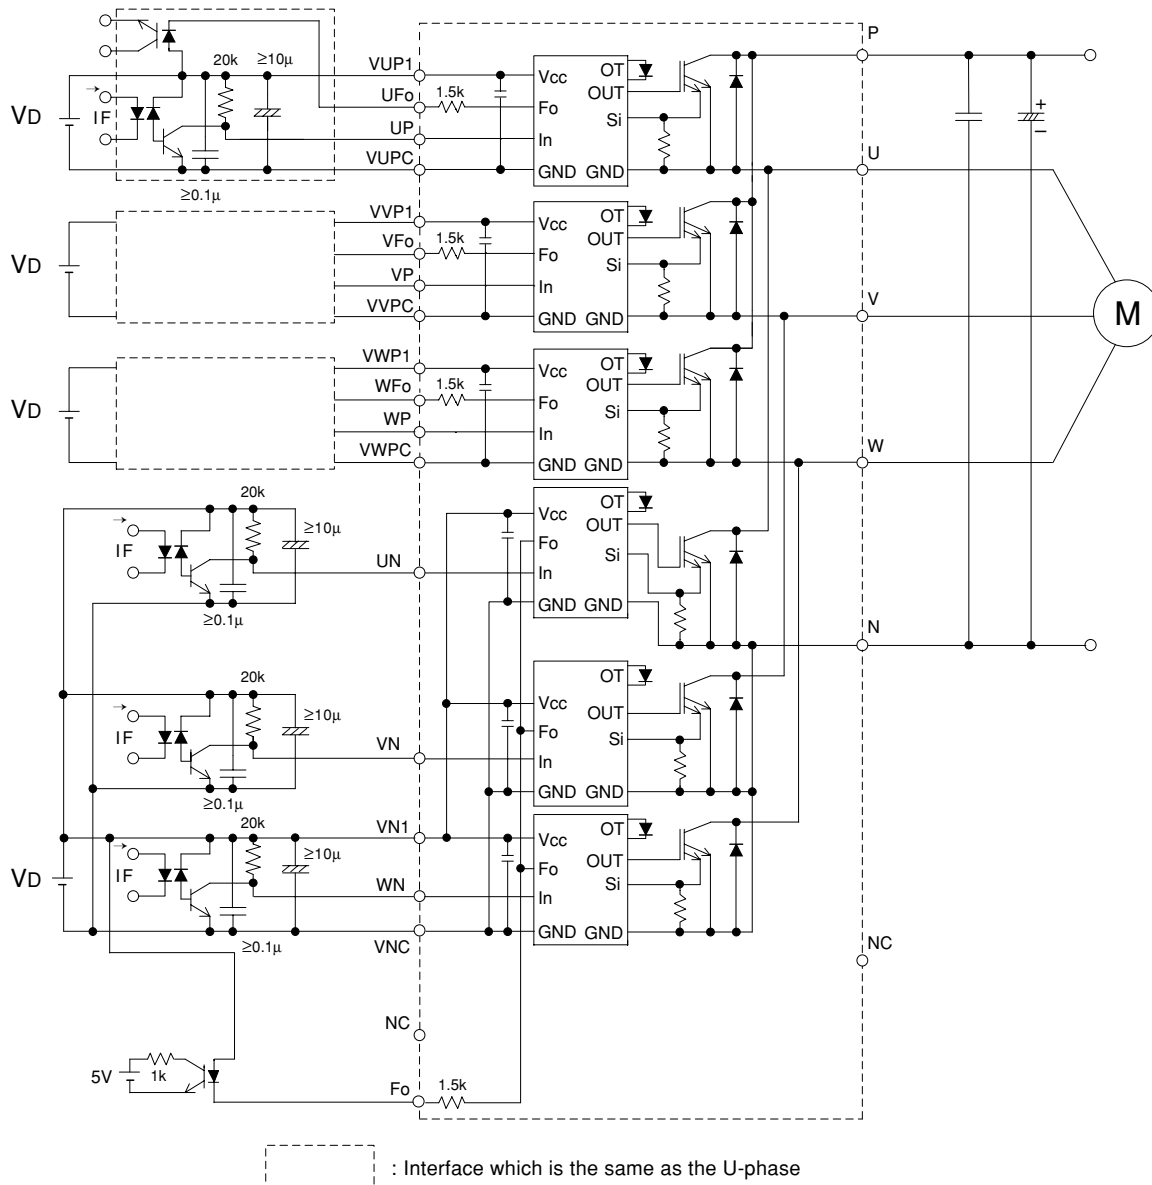 P
20k
≥10μ
VUP1
VD
IF
UFo
1.5k
UP
VUPC
≥0.1μ
Vcc
Fo
In
GND
OT
OUT
Si
GND
U
VD
VVP1
VFo
1.5k
VP
VVPC
Vcc
Fo
In
GND
OT
OUT
Si
GND
V
M
+
−
VD
VWP1
WFo
1.5k
WP
VWPC
Vcc
Fo
In
GND
OT
OUT
Si
GND
W
20k
≥10μ
IF
≥0.1μ
UN
Vcc
Fo
In
GND
OT
OUT
Si
GND
N
20k
≥10μ
IF
≥0.1μ
VN
Vcc
Fo
In
GND
OT
OUT
Si
GND
20k
≥10μ
VD
IF
≥0.1μ
VN1
WN
VNC
Vcc
Fo
In
GND
OT
OUT
Si
GND
NC
NC
5V
1k
Fo
1.5k
: Interface which is the same as the U-phase